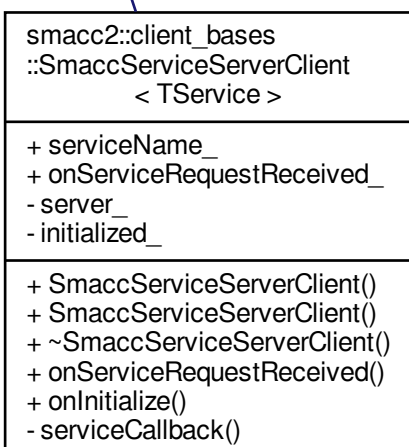 smacc2::client_bases
::SmaccServiceServerClient
< TService >
+ serviceName_
+ onServiceRequestReceived_
- server_
- initialized_
+ SmaccServiceServerClient()
+ SmaccServiceServerClient()
+ ~SmaccServiceServerClient()
+ onServiceRequestReceived()
+ onInitialize()
- serviceCallback()